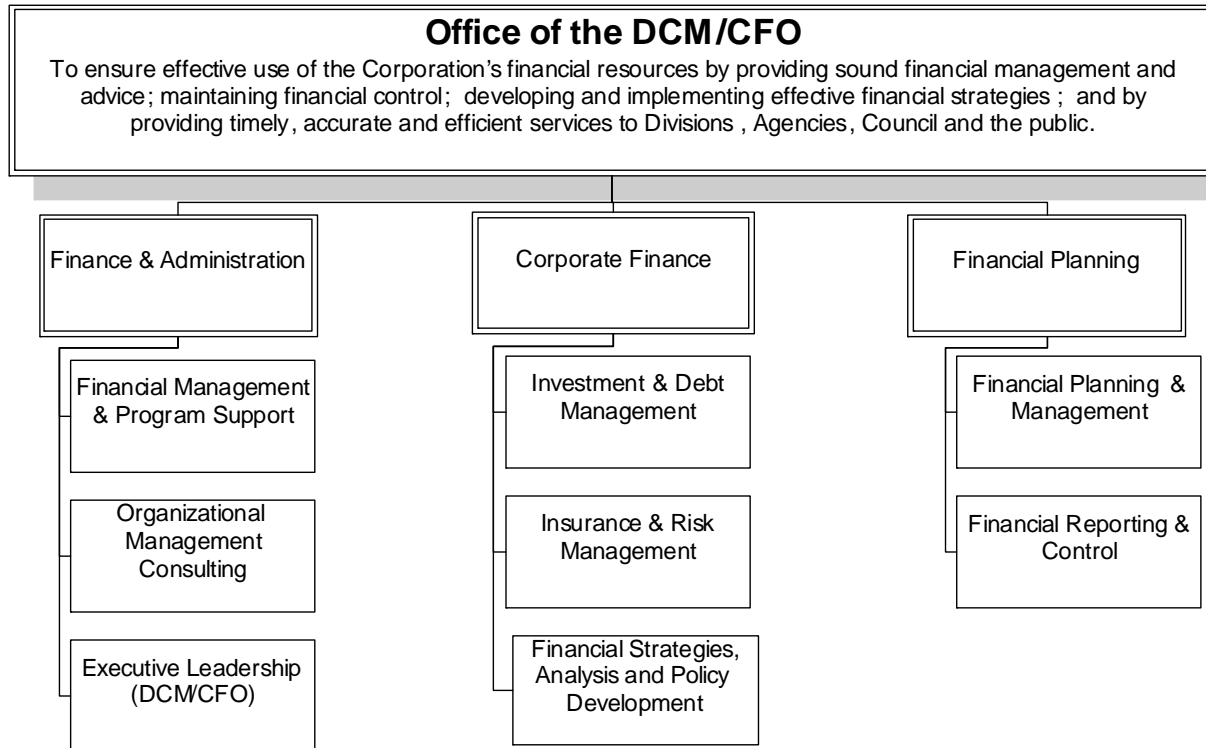 Office of the DCM/CFO
To ensure effective use of the Corporation's financial resources by providing sound financial management and
advice; maintaining financial control; developing and implementing effective financial strategies ; and by
providing timely, accurate and efficient services to Divisions , Agencies, Council and the public.
Finance & Administration
Corporate Finance
Financial Planning
Financial Management
& Program Support
Organizational
Management
Consulting
Executive Leadership
(DCM/CFO)
Investment & Debt
Management
Insurance & Risk
Management
Financial Strategies,
Analysis and Policy
Development
Financial Planning &
Management
Financial Reporting &
Control